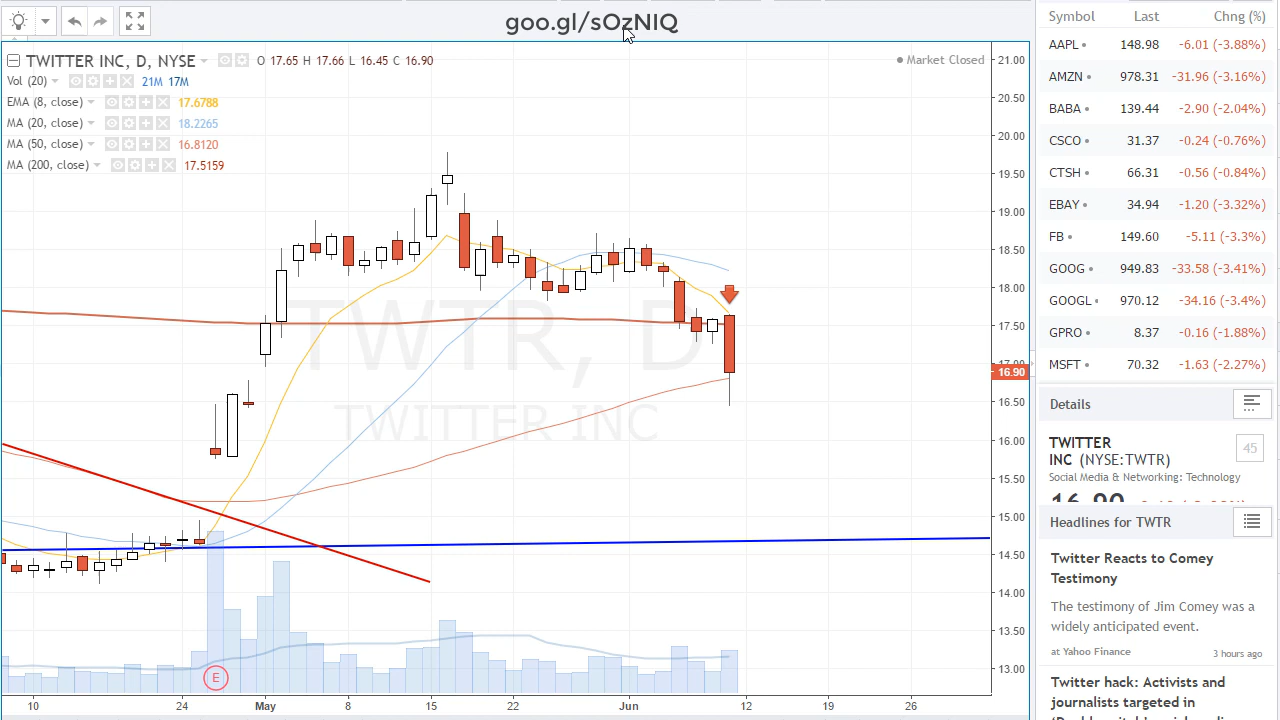 goo.gl/sOzNIQ
TWITTER INC, D, NYSE O 17.65 H 17.66 L 16.45 C 16.90
Market Closed
Vol (20) 21M 17M
EMA (8, close) 17.6788
MA (20, close) 18.2265
MA (50, close) 16.8120
MA (200, close) 17.5159
TWTR, D
TWITTER INC
21.00
20.50
20.00
19.50
19.00
18.50
18.00
17.50
17.00
16.90
16.50
16.00
15.50
15.00
14.50
14.00
13.50
13.00
E
10 24 May 8 15 22 Jun 12 19 26
Symbol Last Chng (%)
AAPL 148.98 -6.01 (-3.88%)
AMZN 978.31 -31.96 (-3.16%)
BABA 139.44 -2.90 (-2.04%)
CSCO 31.37 -0.24 (-0.76%)
CTSH 66.31 -0.56 (-0.84%)
EBAY 34.94 -1.20 (-3.32%)
FB 149.60 -5.11 (-3.3%)
GOOG 949.83 -33.58 (-3.41%)
GOOGL 970.12 -34.16 (-3.4%)
GPRO 8.37 -0.16 (-1.88%)
MSFT 70.32 -1.63 (-2.27%)
Details
TWITTER
INC (NYSE:TWTR)
45
Social Media & Networking: Technology
16.90
Headlines for TWTR
Twitter Reacts to Comey
Testimony
The testimony of Jim Comey was a
widely anticipated event.
at Yahoo Finance 3 hours ago
Twitter hack: Activists and
journalists targeted in